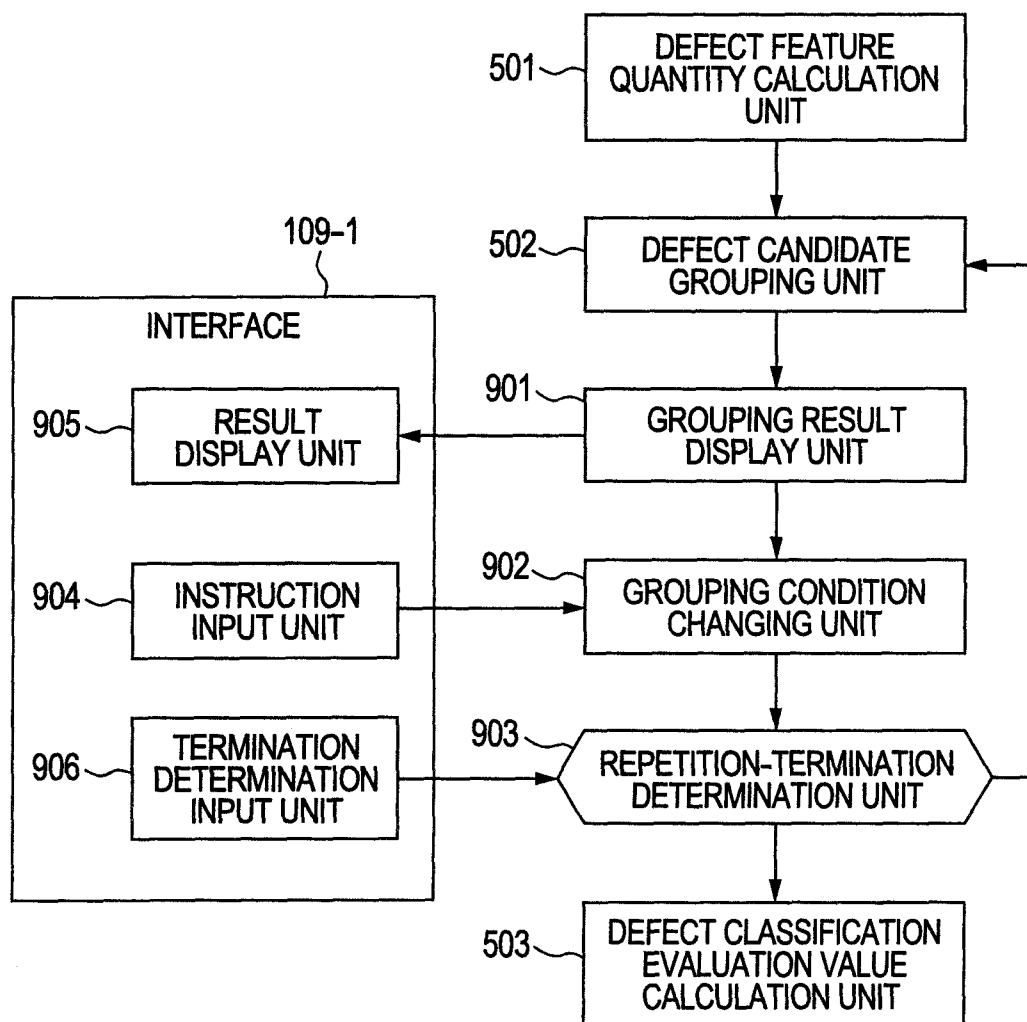 501
DEFECT FEATURE
QUANTITY CALCULATION
UNIT
502
DEFECT CANDIDATE
GROUPING UNIT
109-1
INTERFACE
905
RESULT
DISPLAY UNIT
901
GROUPING RESULT
DISPLAY UNIT
904
INSTRUCTION
INPUT UNIT
902
GROUPING CONDITION
CHANGING UNIT
906
TERMINATION
DETERMINATION
INPUT UNIT
903
REPETITION-TERMINATION
DETERMINATION UNIT
503
DEFECT CLASSIFICATION
EVALUATION VALUE
CALCULATION UNIT